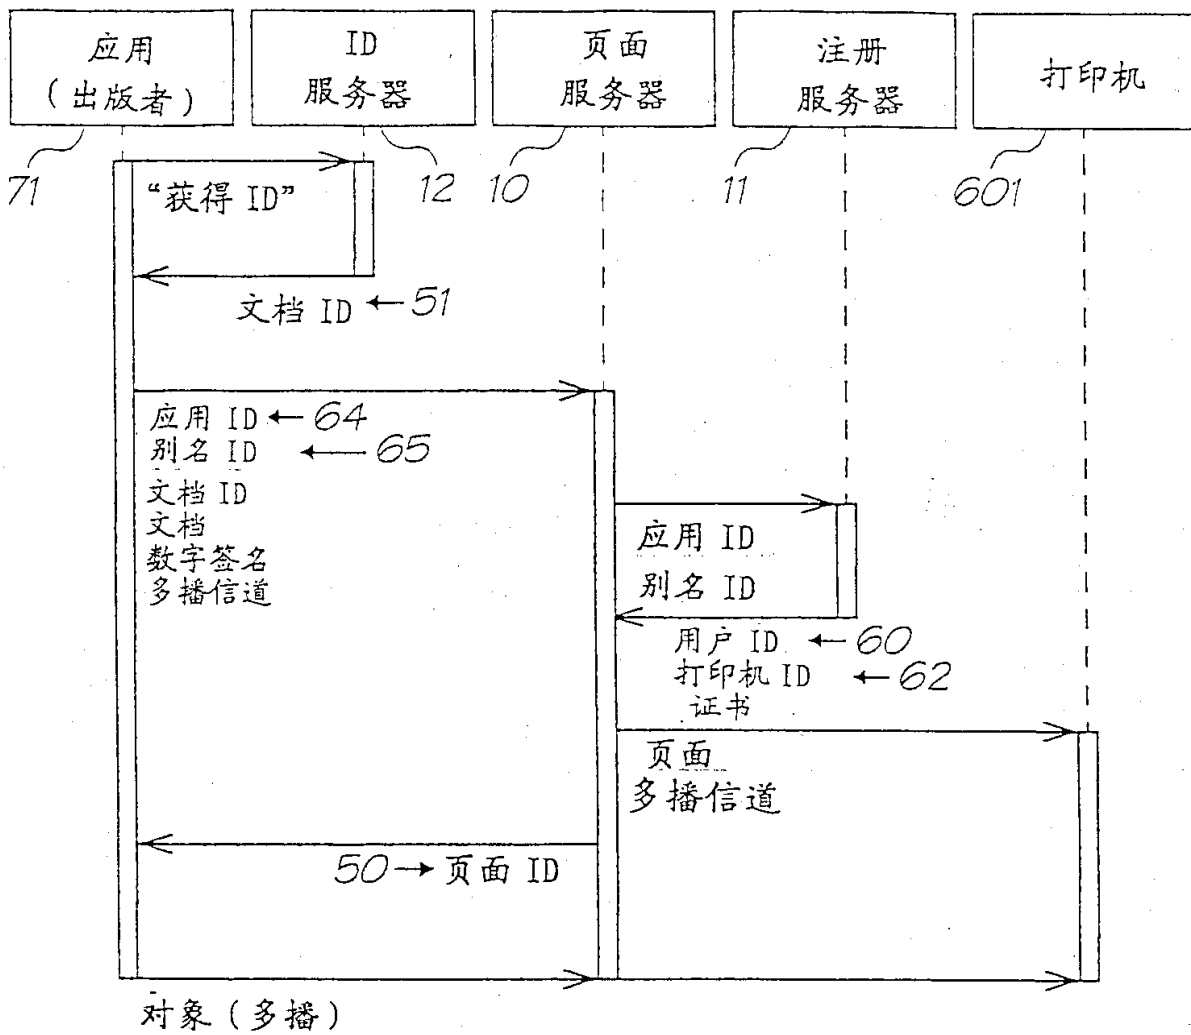 应用
(出版者)
ID
服务器
页面
服务器
注册
服务器
打印机
71
12
10
11
601
“获得 ID”
文档 ID ← 51
应用 ID ← 64
别名 ID ← 65
文档 ID
文档
数字签名
多播信道
应用 ID
别名 ID
用户 ID ← 60
打印机 ID ← 62
证书
页面
多播信道
50 → 页面 ID
对象 (多播)